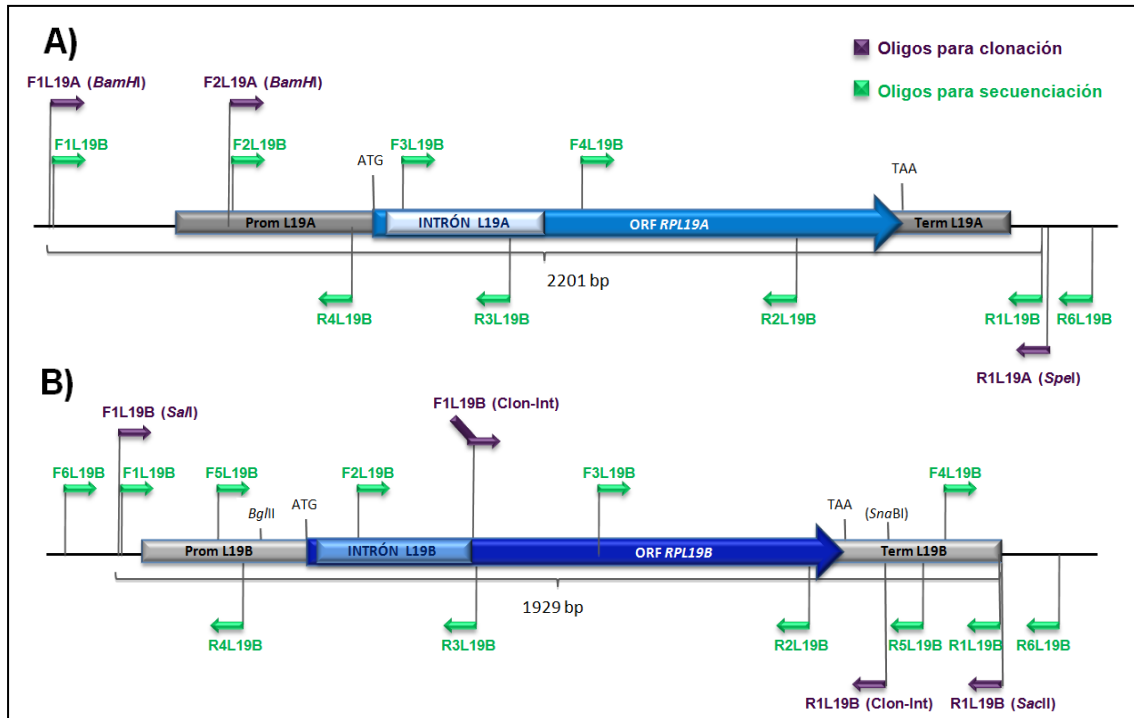 A)
Oligos para clonación
Oligos para secuenciación
F1L19A (BamHI)
F2L19A (BamHI)
F1L19B
F2L19B
ATG
F3L19B
F4L19B
TAA
Prom L19A
INTRÓN L19A
ORF RPL19A
Term L19A
2201 bp
R4L19B
R3L19B
R2L19B
R1L19B
R6L19B
R1L19A (SpeI)
B)
F1L19B (SalI)
F1L19B (Clon-Int)
F6L19B
F1L19B
F5L19B
F2L19B
F3L19B
F4L19B
BglII
ATG
TAA
(SnaBI)
Prom L19B
INTRÓN L19B
ORF RPL19B
Term L19B
1929 bp
R4L19B
R3L19B
R2L19B
R5L19B
R1L19B
R6L19B
R1L19B (Clon-Int)
R1L19B (SacII)